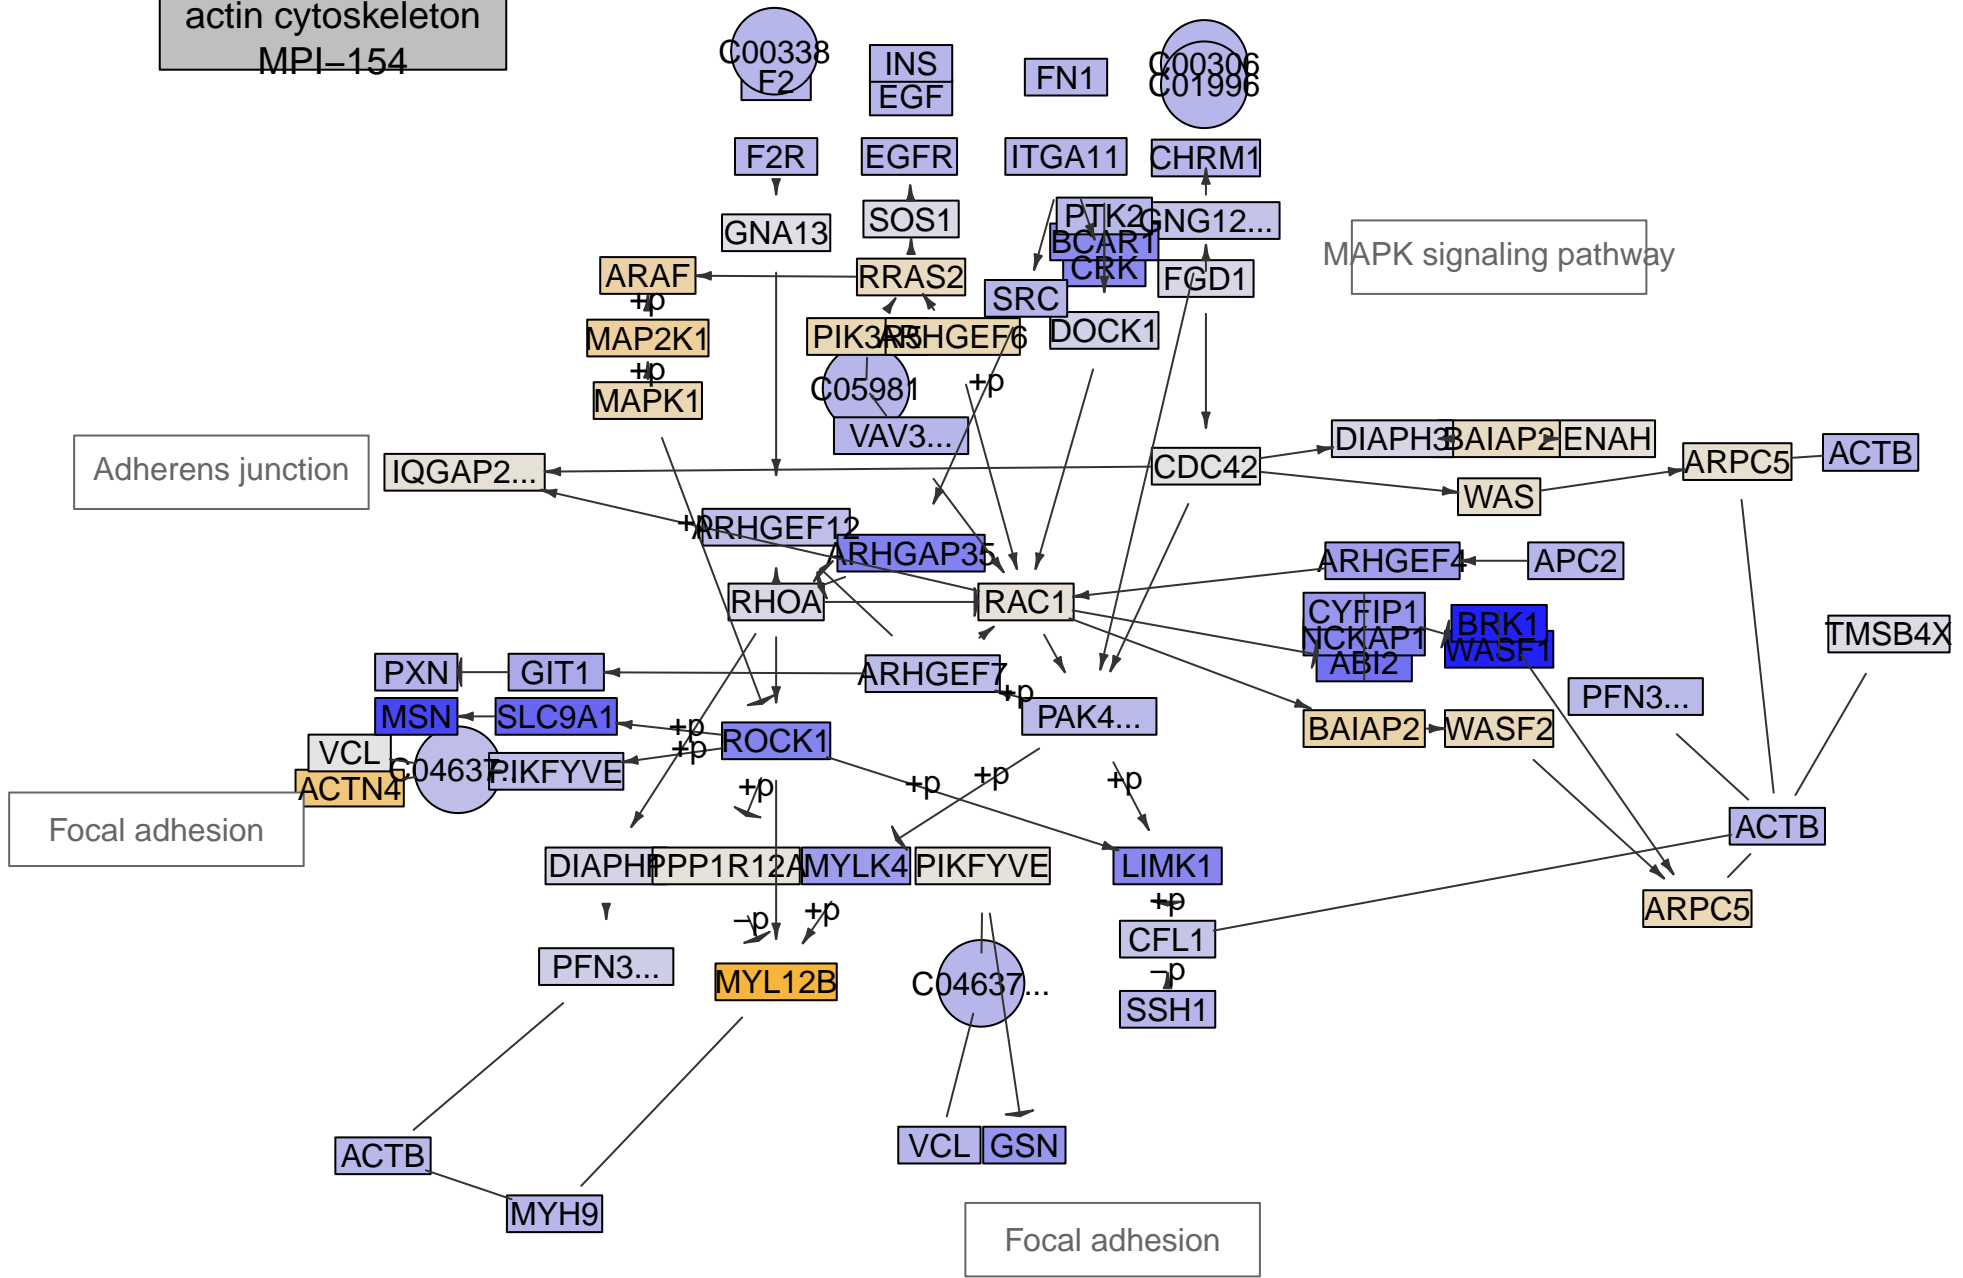 actin cytoskeleton
MPI−154
C00338
F2
INS
EGF
FN1
C00306
C01996
F2R
EGFR
ITGA11
CHRM1
GNA13
SOS1
PTK2
GNG12...
BCAR1
CRK
FGD1
MAPK signaling pathway
ARAF
RRAS2
SRC
+p
MAP2K1
ARHGEF6
DOCK1
+p
MAPK1
C05981
+p
VAV3...
DIAPH3
BAIAP2
ENAH
ACTB
Adherens junction
IQGAP2...
CDC42
ARPC5
WAS
+p
ARHGEF12
ARHGAP35
ARHGEF4
APC2
RHOA
RAC1
CYFIP1
NCKAP1
ABI2
BRK1
WASF1
TMSB4X
PXN
GIT1
ARHGEF7
+p
PFN3...
MSN
SLC9A1
+p
PAK4...
BAIAP2
WASF2
VCL
ROCK1
+p
C04637...
PIKFYVE
ACTN4
+p
+p
+p
+p
Focal adhesion
ACTB
PPP1R12A
MYLK4
PIKFYVE
LIMK1
−p
+p
+p
ARPC5
CFL1
PFN3...
MYL12B
C04637...
−p
SSH1
ACTB
VCL
GSN
MYH9
Focal adhesion